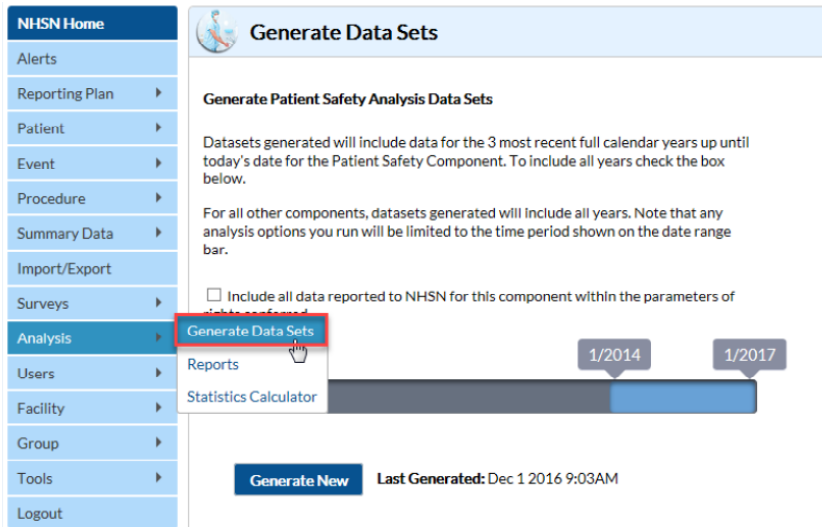 NHSN Home
Alerts
Reporting Plan
Patient
Event
Procedure
Summary Data
Import/Export
Surveys
Analysis
Users
Facility
Group
Tools
Logout
Generate Data Sets
Generate Patient Safety Analysis Data Sets
Datasets generated will include data for the 3 most recent full calendar years up until
today's date for the Patient Safety Component. To include all years check the box
below.
For all other components, datasets generated will include all years. Note that any
analysis options you run will be limited to the time period shown on the date range
bar.
Include all data reported to NHSN for this component within the parameters of
Generate Data Sets
Reports
Statistics Calculator
1/2014
1/2017
Generate New
Last Generated: Dec 1 2016 9:03AM